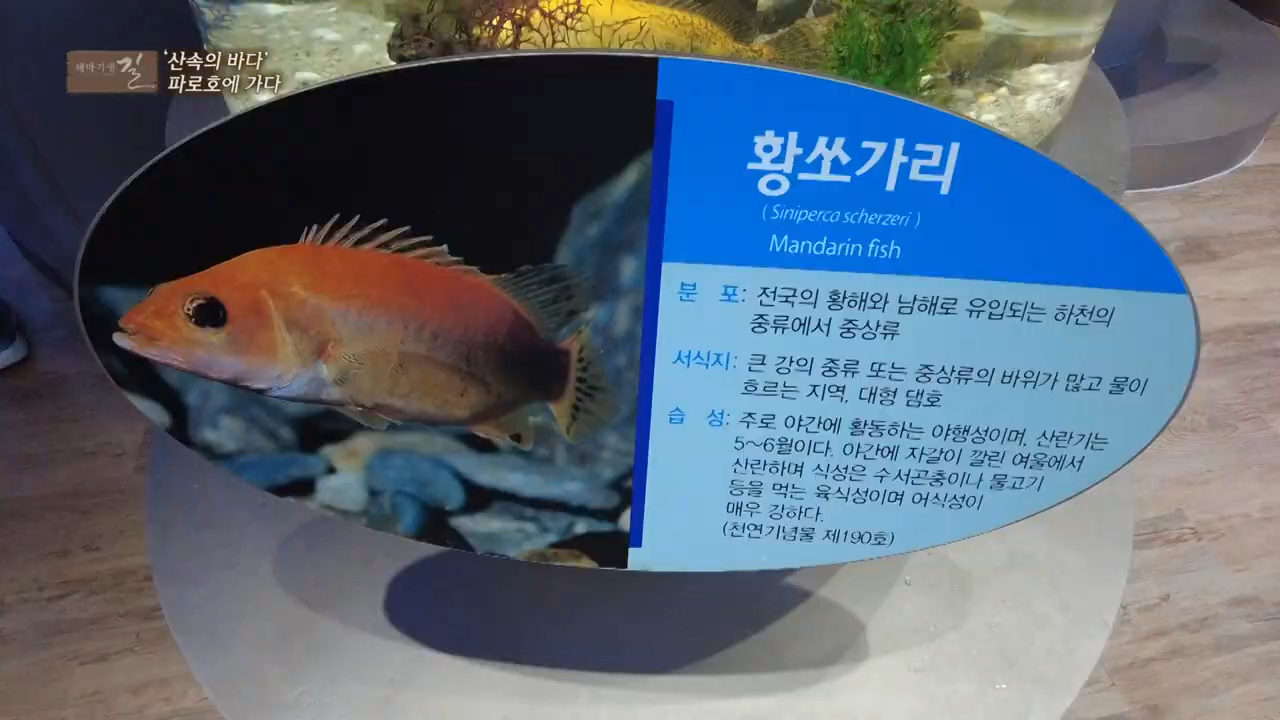 길
'산속의 바다'
파로호에 가다
황쏘가리
( Siniperca scherzeri )
Mandarin fish
분 포: 전국의 황해와 남해로 유입되는 하천의
중류에서 중상류
서식지: 큰 강의 중류 또는 중상류의 바위가 많고 물이
흐르는 지역, 대형 댐호
습 성: 주로 야간에 활동하는 야행성이며, 산란기는
5~6월이다. 야간에 자갈이 깔린 여울에서
산란하며 식성은 수서곤충이나 물고기
등을 먹는 육식성이며 어식성이
매우 강하다.
(천연기념물 제190호)